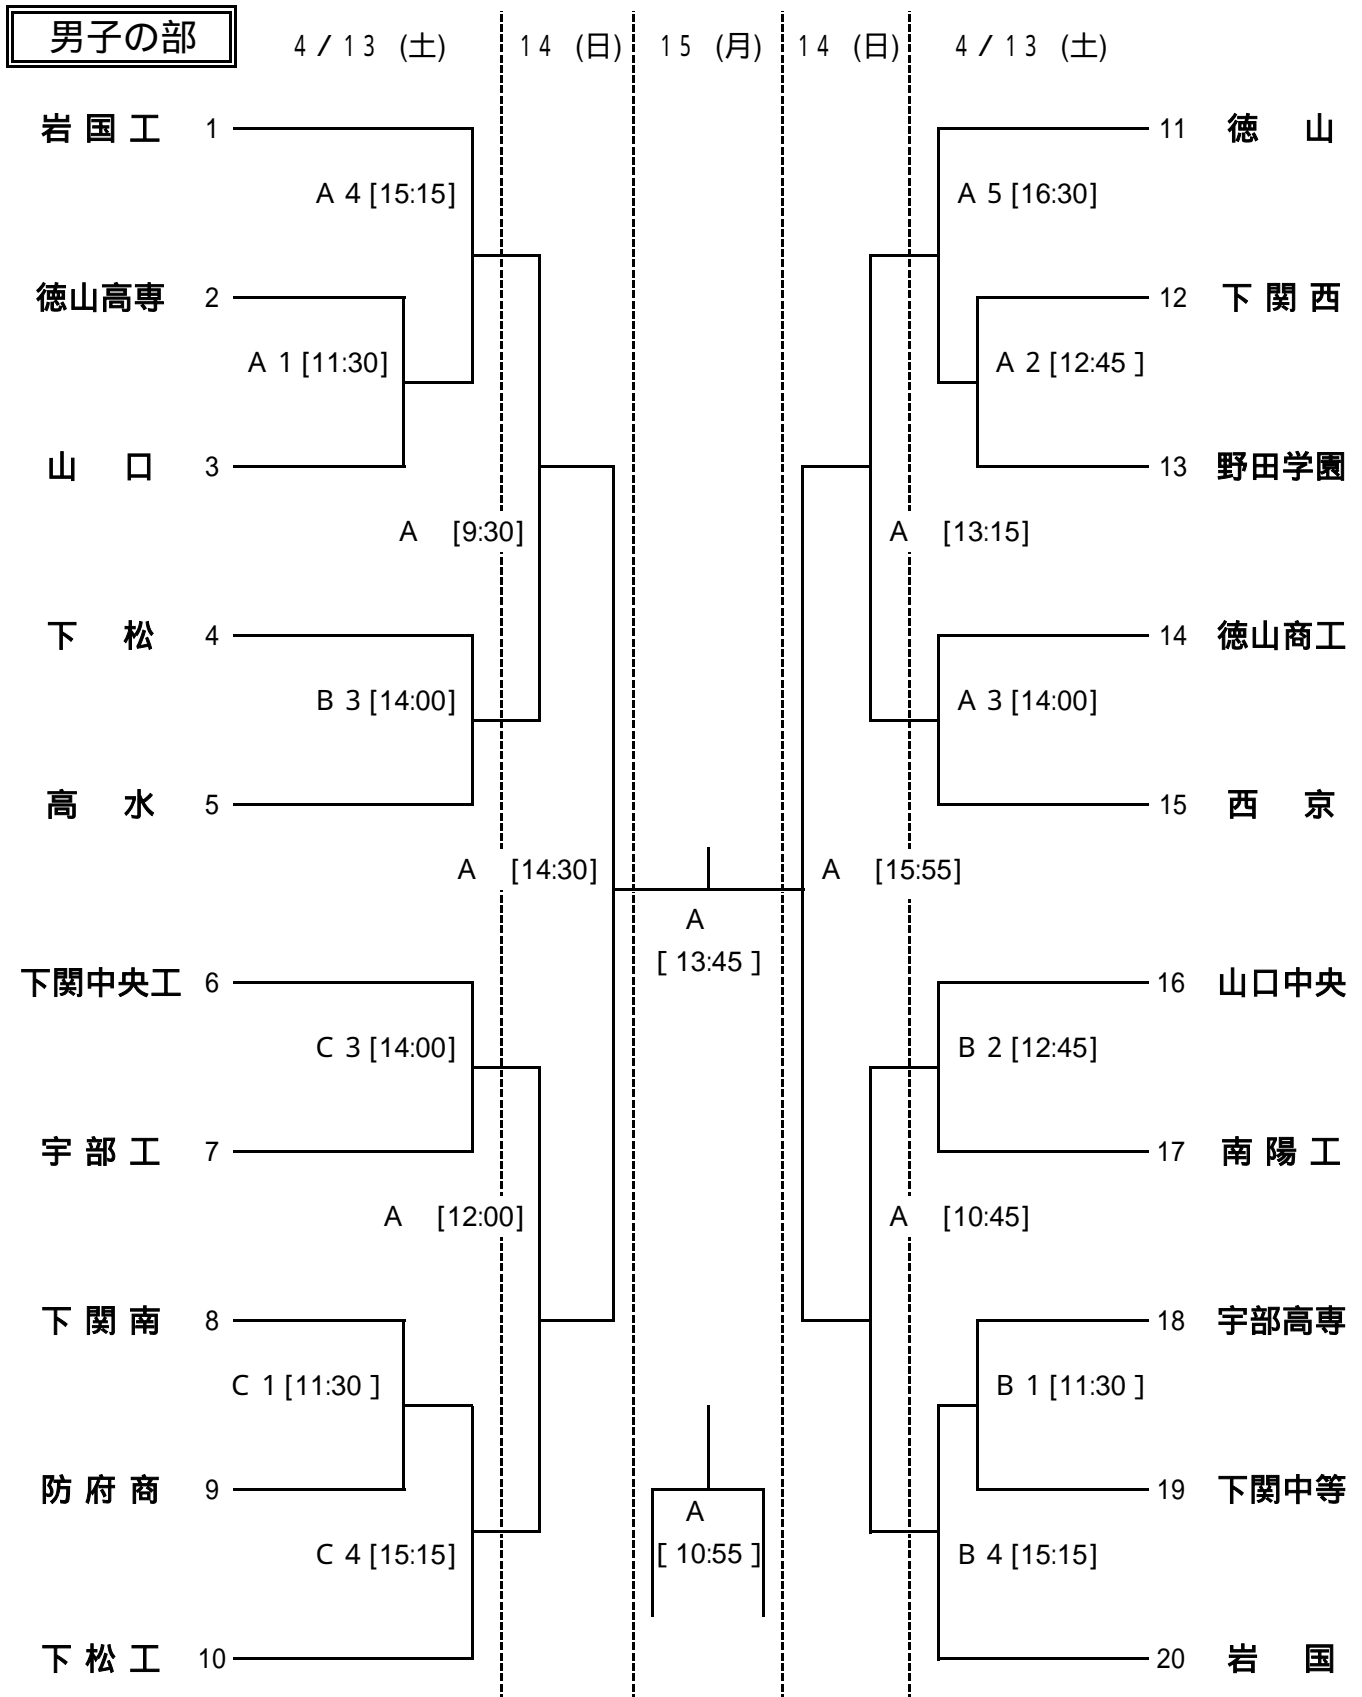 男子の部 4/13 (土) 14 (日) 15 (月) 14 (日) 4/13 (土)
岩国工 1 11 徳山
A 4 [15:15] A 5 [16:30]
徳山高専 2 12 下関西
A 1 [11:30] A 2 [12:45 ]
山口 3 13 野田学園
A [9:30] A [13:15]
下松 4 14 徳山商工
B 3 [14:00] A 3 [14:00]
高水 5 15 西京
A [14:30] A [15:55]
A
[ 13:45 ]
下関中央工 6 16 山口中央
C 3 [14:00] B 2 [12:45]
宇部工 7 17 南陽工
A [12:00] A [10:45]
下関南 8 18 宇部高専
C 1 [11:30 ] B 1 [11:30 ]
防府商 9 19 下関中等
A
C 4 [15:15] [ 10:55 ] B 4 [15:15]
下松工 10 20 岩国